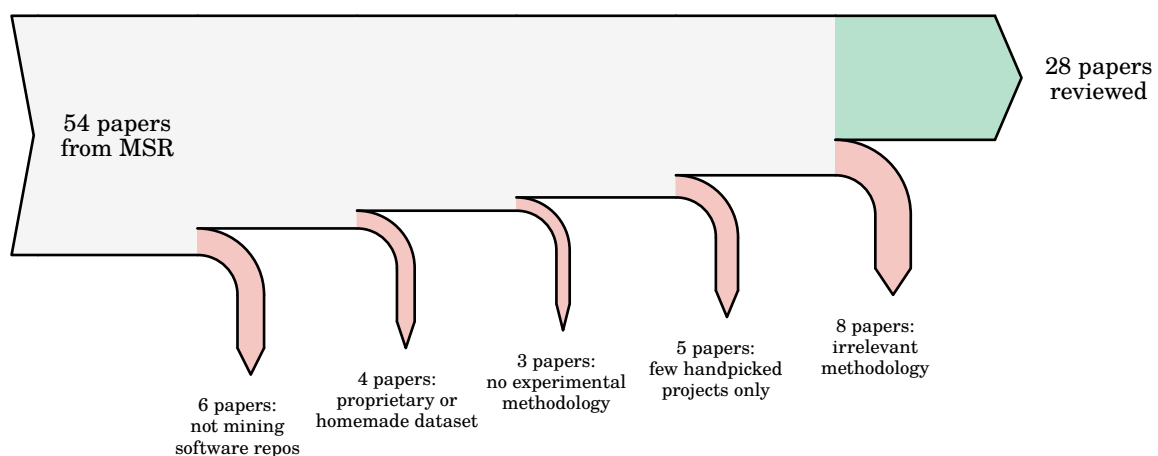 54 papers
from MSR
28 papers
reviewed
6 papers:
not mining
software repos
4 papers:
proprietary or
homemade dataset
3 papers:
no experimental
methodology
5 papers:
few handpicked
projects only
8 papers:
irrelevant
methodology